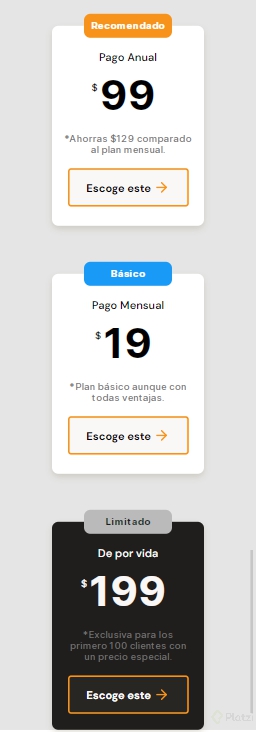 Recomendado
Pago Anual
$99
*Ahorras $129 comparado
al plan mensual.
Escoge este →
Básico
Pago Mensual
$19
*Plan básico aunque con
todas ventajas.
Escoge este →
Limitado
De por vida
$199
*Exclusiva para los
primero 100 clientes con
un precio especial.
Escoge este →
Platzi